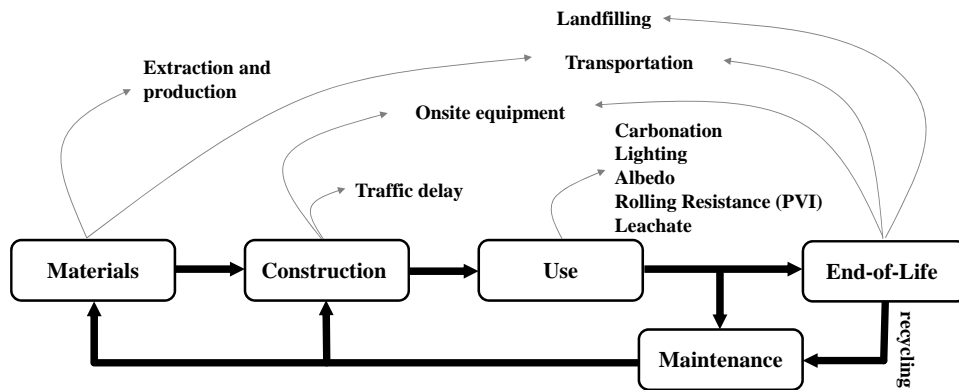 Landfilling
Transportation
Extraction and
production
Onsite equipment
Carbonation
Lighting
Albedo
Rolling Resistance (PVI)
Leachate
Traffic delay
Materials
Construction
Use
End-of-Life
recycling
Maintenance